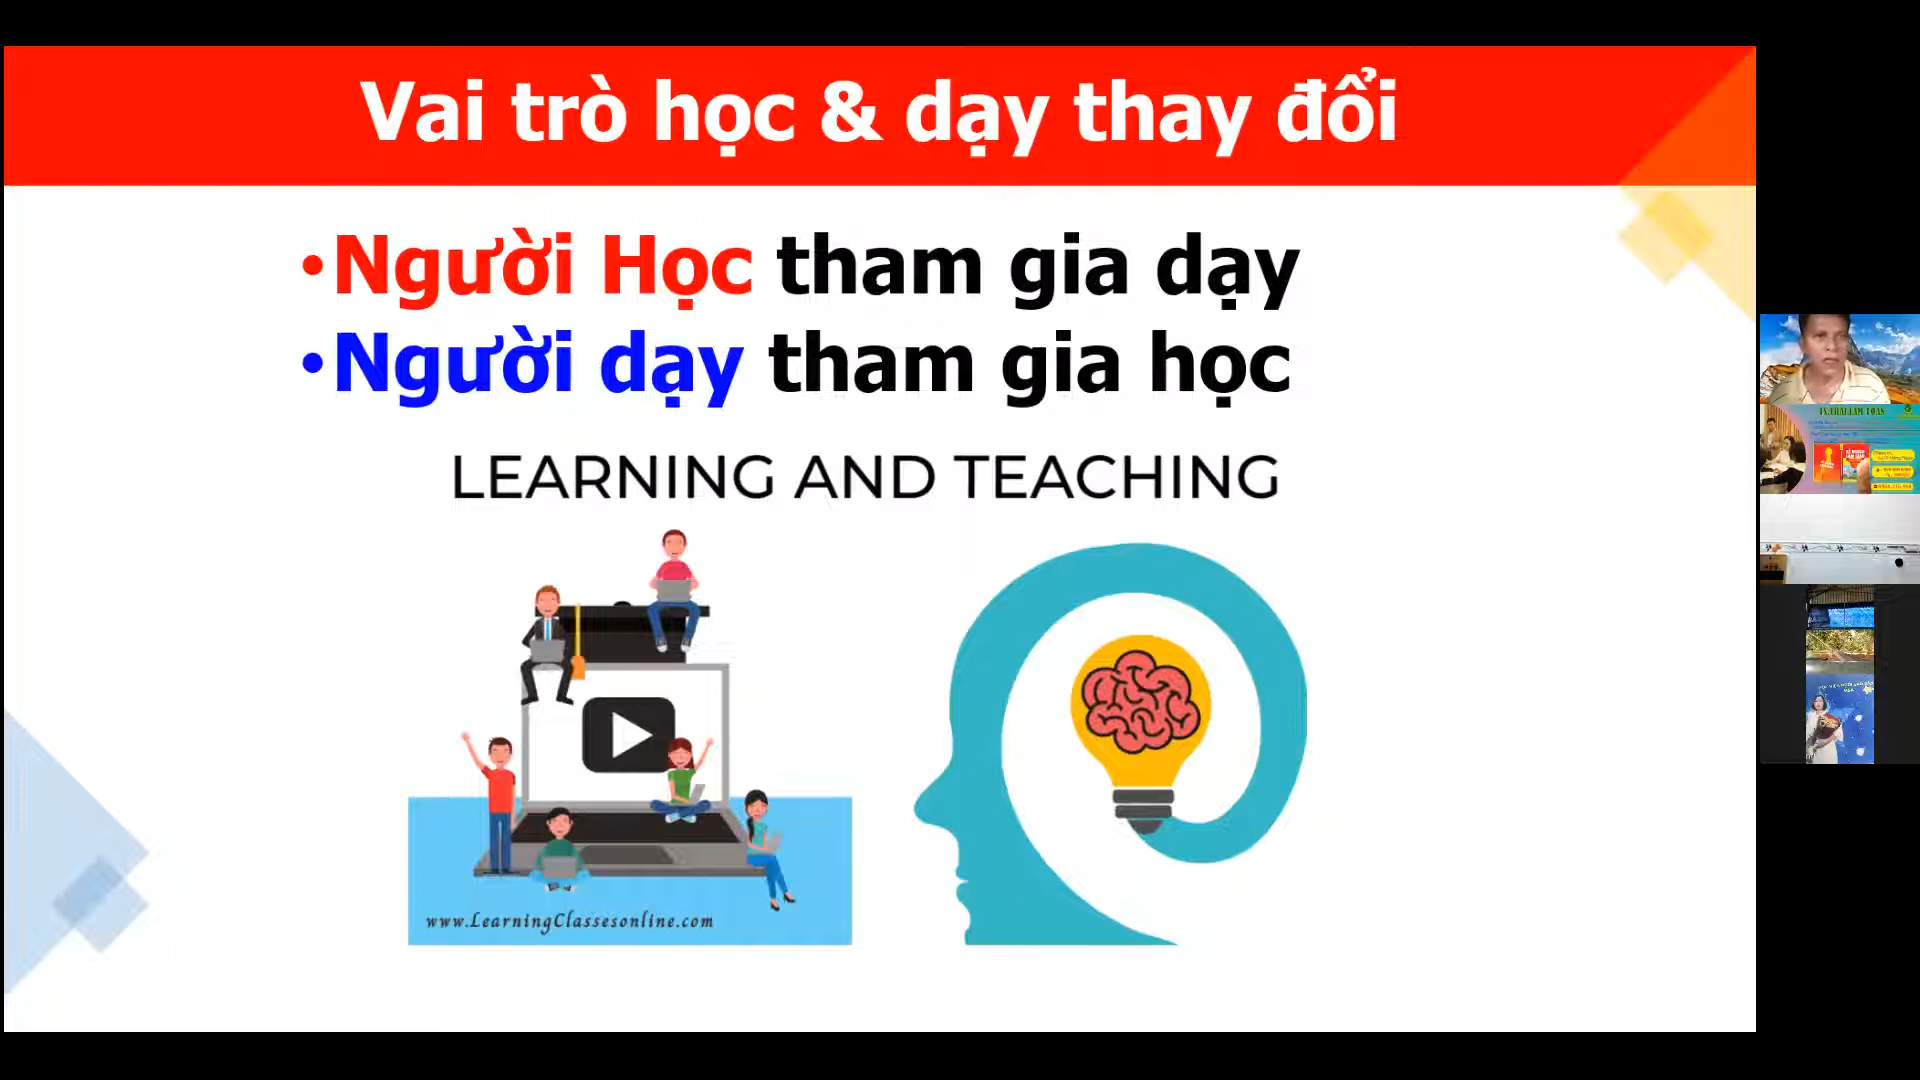 Vai trò học & dạy thay đổi
•Người Học tham gia dạy
•Người dạy tham gia học
LEARNING AND TEACHING
www.LearningClassesonline.com